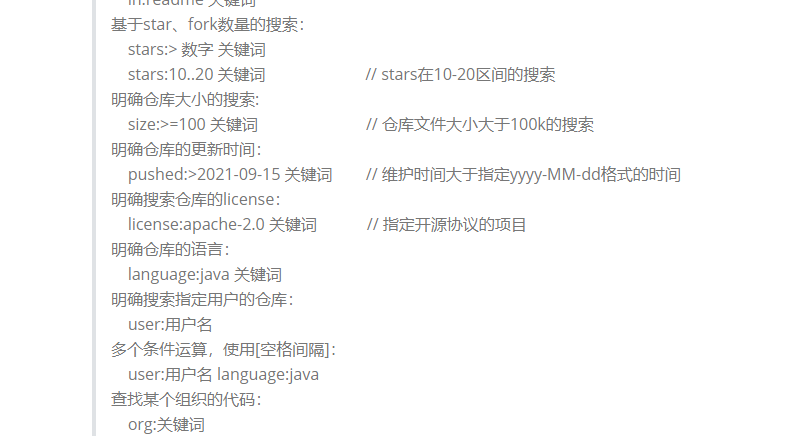 in:readme 关键词
基于star、fork数量的搜索：
stars:> 数字 关键词
stars:10..20 关键词 // stars在10-20区间的搜索
明确仓库大小的搜索:
size:>=100 关键词 // 仓库文件大小大于100k的搜索
明确仓库的更新时间：
pushed:>2021-09-15 关键词 // 维护时间大于指定yyyy-MM-dd格式的时间
明确搜索仓库的license：
license:apache-2.0 关键词 // 指定开源协议的项目
明确仓库的语言：
language:java 关键词
明确搜索指定用户的仓库：
user:用户名
多个条件运算，使用[空格间隔]：
user:用户名 language:java
查找某个组织的代码：
org:关键词